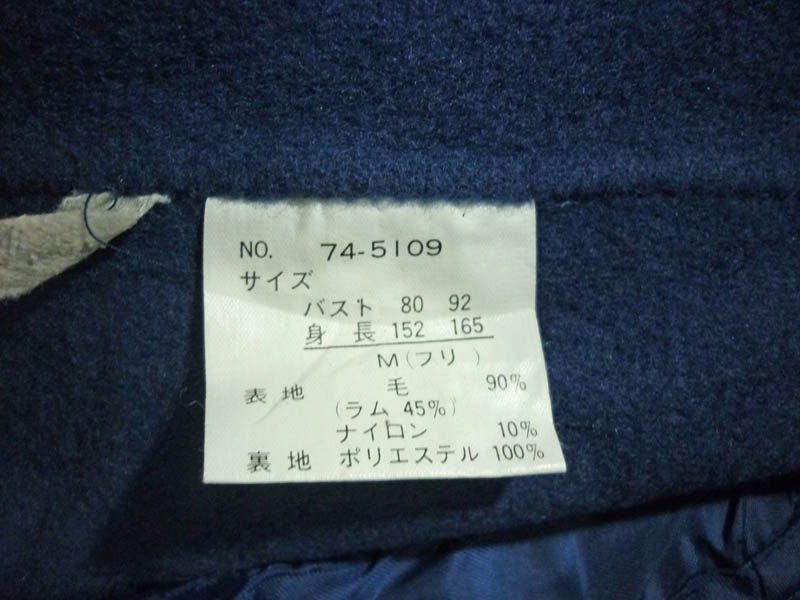 NO. 74-5109
サイズ
バスト 80 92
身長 152 165
M(フリ)
表地 毛 90%
(ラム 45%)
ナイロン 10%
裏地 ポリエステル 100%